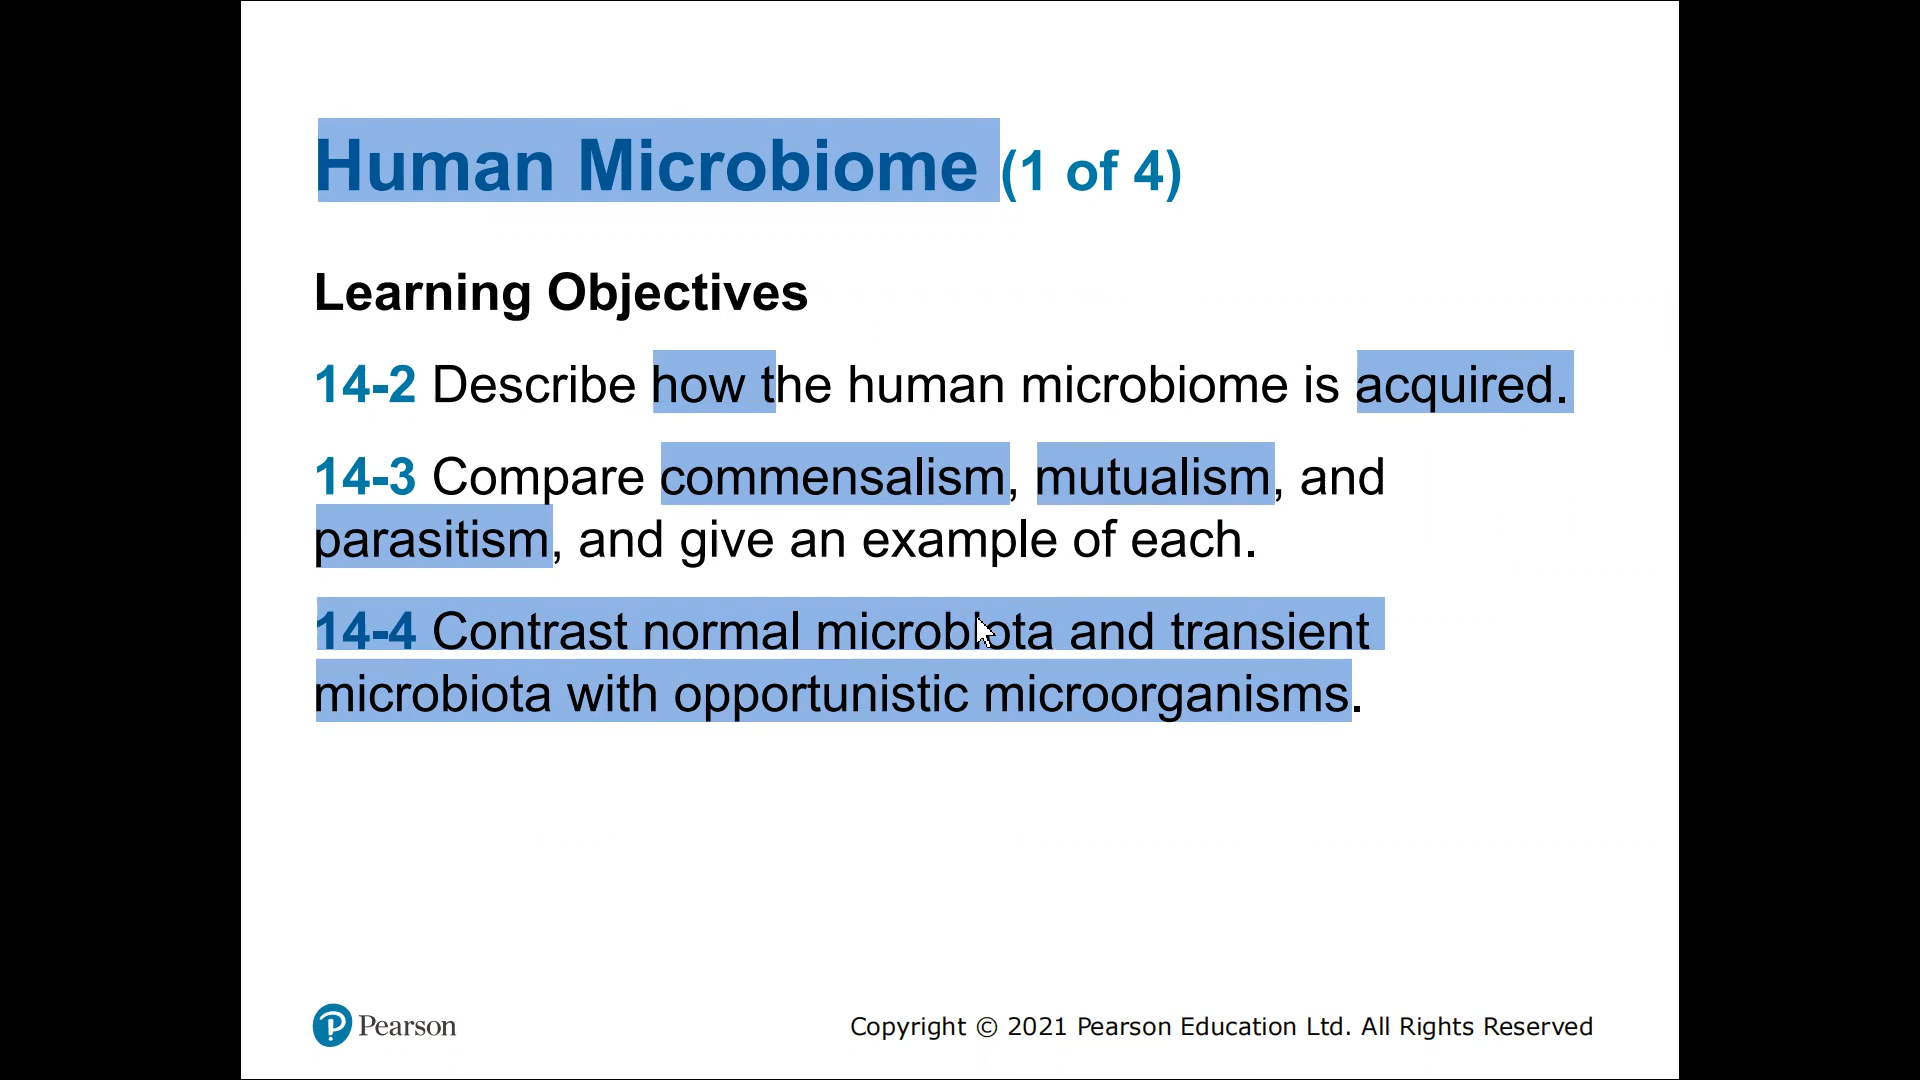 Human Microbiome (1 of 4)
Learning Objectives
14-2 Describe how the human microbiome is acquired.
14-3 Compare commensalism, mutualism, and
parasitism, and give an example of each.
14-4 Contrast normal microbiota and transient
microbiota with opportunistic microorganisms.
Pearson
Copyright © 2021 Pearson Education Ltd. All Rights Reserved